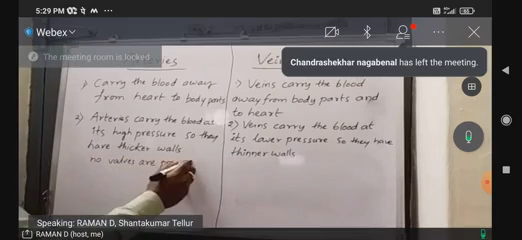 5:29 PM
Webex
The meeting room is locked
Chandrashekhar nagabenal has left the meeting.
1) Carry the blood away
from heart to body parts
2) Arteries carry the blood at
its high pressure so they
have thicker walls
no valves are
1) Veins carry the blood
away from body parts and
to heart
2) Veins carry the blood at
its lower pressure so they have
thinner walls
Speaking: RAMAN D, Shantakumar Tellur
RAMAN D (host, me)